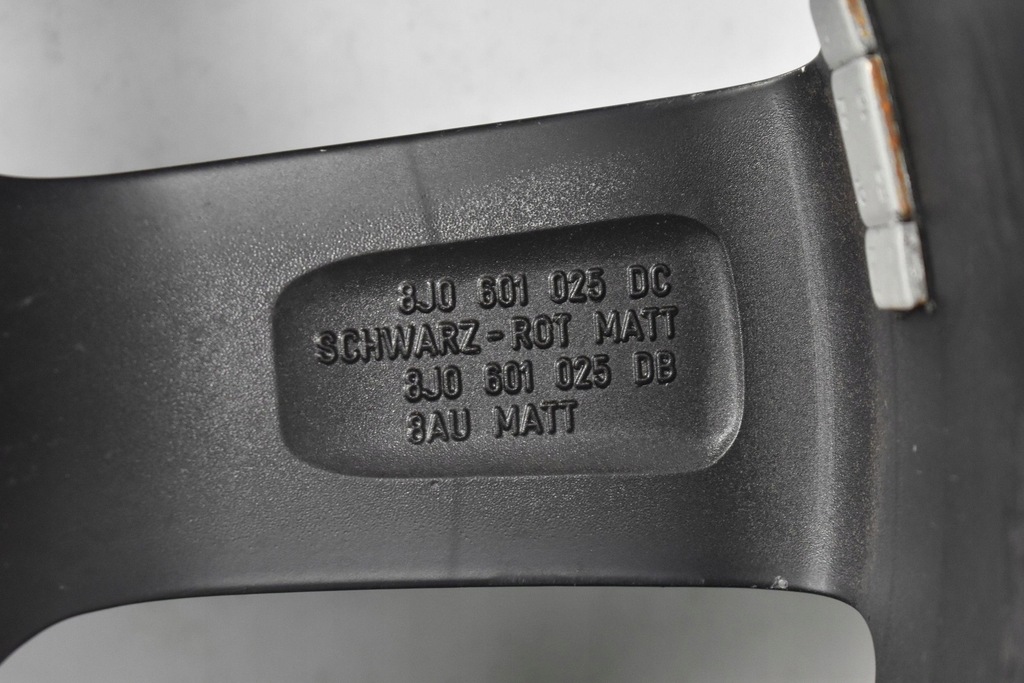 8J0 601 025 DC
SCHWARZ-ROT MATT
8J0 601 025 DB
8AU MATT